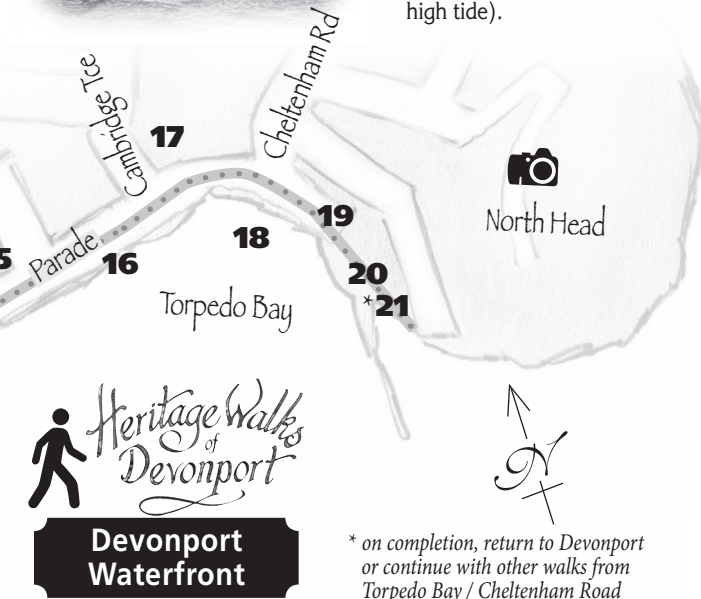 high tide).
Cambridge Tce
Cheltenham Rd
17
North Head
19
18
5
Parade
16
20
*21
Torpedo Bay
Heritage Walks
of
Devonport
N
Devonport
Waterfront
* on completion, return to Devonport
or continue with other walks from
Torpedo Bay / Cheltenham Road